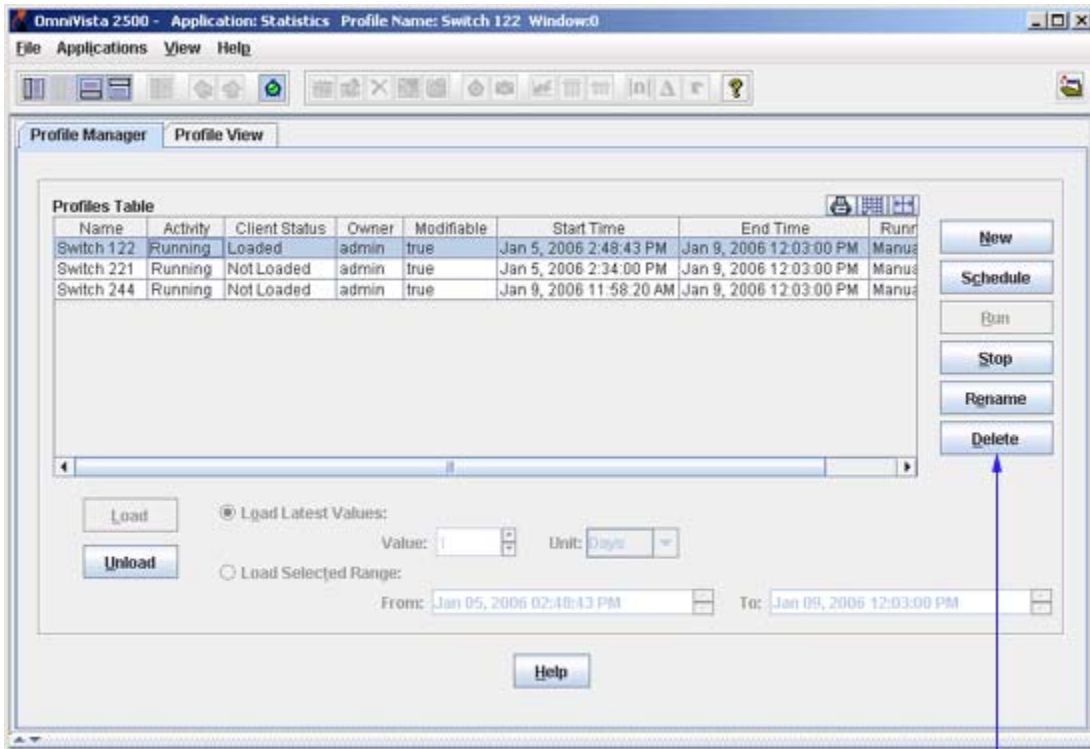 OmniVista 2500 - Application: Statistics Profile Name: Switch 122 Window:0
File Applications View Help
Profile Manager Profile View
Profiles Table
Name Activity Client Status Owner Modifiable Start Time End Time Runr
Switch 122 Running Loaded admin true Jan 5, 2006 2:48:43 PM Jan 9, 2006 12:03:00 PM Manua
Switch 221 Running Not Loaded admin true Jan 5, 2006 2:34:00 PM Jan 9, 2006 12:03:00 PM Manua
Switch 244 Running Not Loaded admin true Jan 9, 2006 11:58:20 AM Jan 9, 2006 12:03:00 PM Manua
New
Schedule
Run
Stop
Rename
Delete
Load
Unload
Load Latest Values:
Value: 1 Unit: Days
Load Selected Range:
From: Jan 05, 2006 02:48:43 PM To: Jan 09, 2006 12:03:00 PM
Help